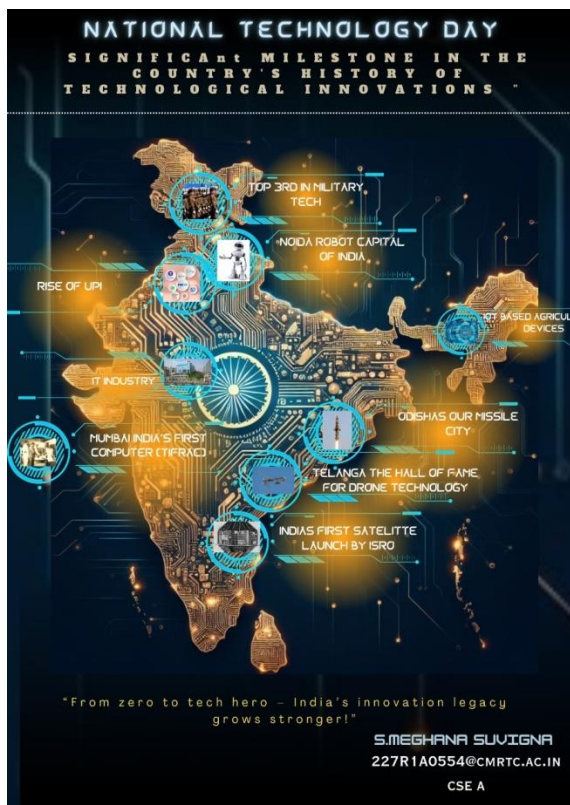 NATIONAL TECHNOLOGY DAY
SIGNIFICAnt MILESTONE IN THE
COUNTRY'S HISTORY OF
TECHNOLOGICAL INNOVATIONS "
TOP 3RD IN MILITARY
TECH
NOIDA ROBOT CAPITAL
OF INDIA
RISE OF UPI
IOT BASED AGRICUL
DEVICES
IT INDUSTRY
ODISHAS OUR MISSILE
CITY
MUMBAI INDIA'S FIRST
COMPUTER (TIFRAC)
TELANGA THE HALL OF FAME
FOR DRONE TECHNOLOGY
INDIAS FIRST SATELITTE
LAUNCH BY ISRO
"From zero to tech hero – India's innovation legacy
grows stronger!"
S.MEGHANA SUVIGNA
227R1A0554@CMRTC.AC.IN
CSE A